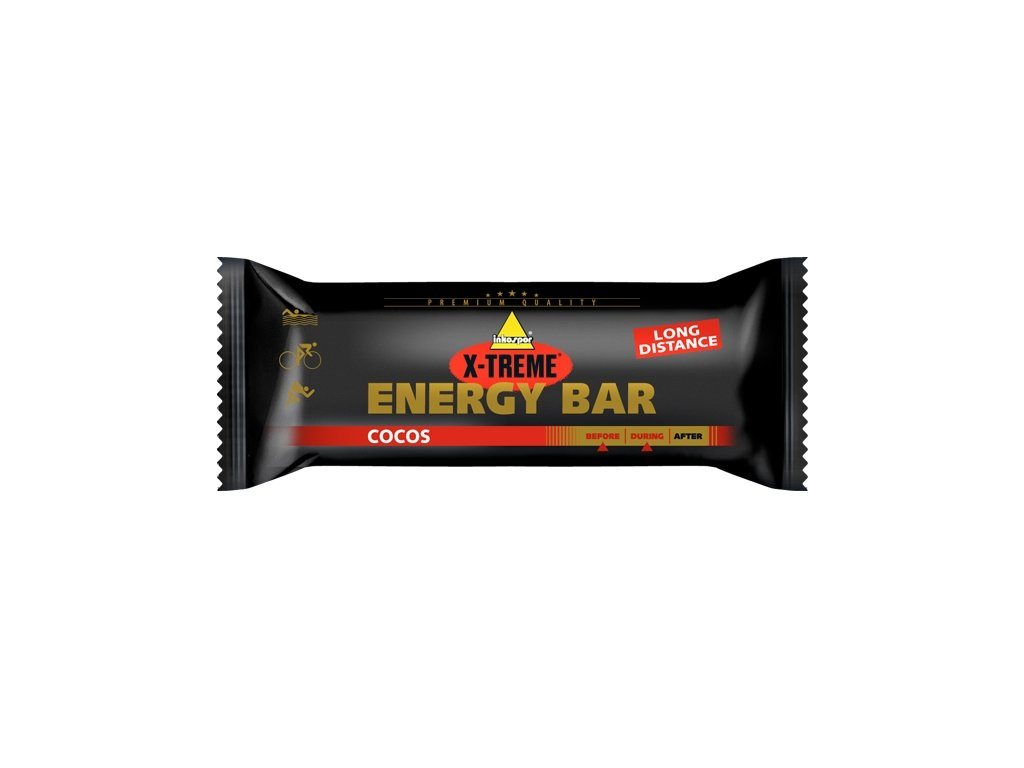 PREMIUM QUALITY
inkospor®
X-TREME®
ENERGY BAR
LONG
DISTANCE
COCOS
BEFORE | DURING | AFTER